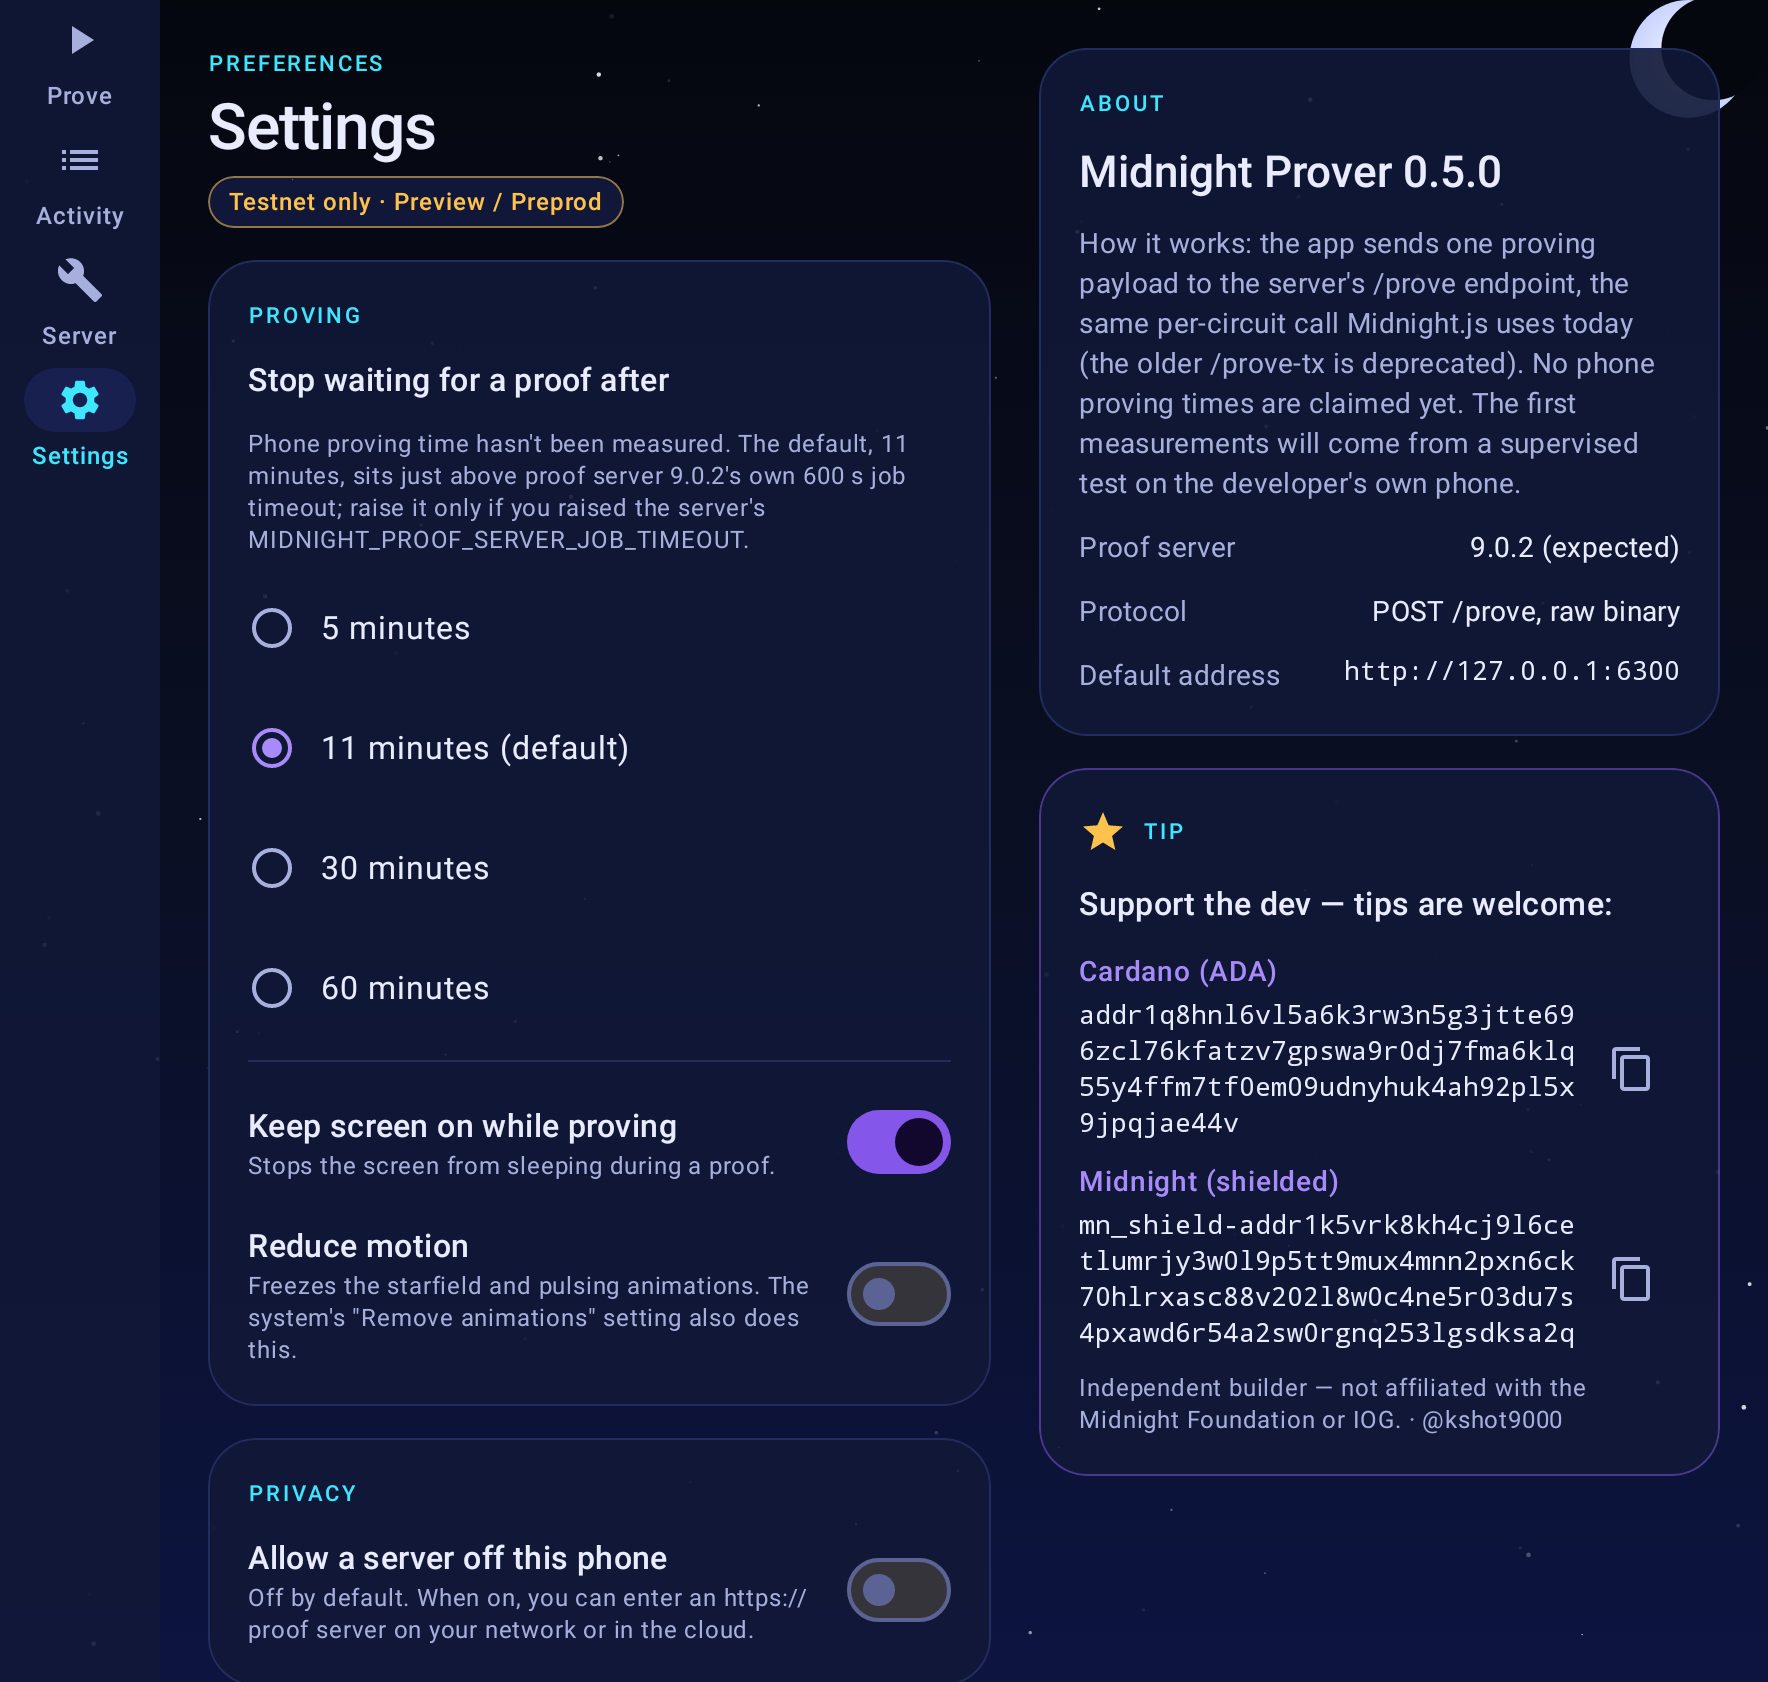 Prove
Activity
Server
Settings
PREFERENCES
Settings
Testnet only · Preview / Preprod
PROVING
Stop waiting for a proof after
Phone proving time hasn't been measured. The default, 11
minutes, sits just above proof server 9.0.2's own 600 s job
timeout; raise it only if you raised the server's
MIDNIGHT_PROOF_SERVER_JOB_TIMEOUT.
5 minutes
11 minutes (default)
30 minutes
60 minutes
Keep screen on while proving
Stops the screen from sleeping during a proof.
Reduce motion
Freezes the starfield and pulsing animations. The
system's "Remove animations" setting also does
this.
PRIVACY
Allow a server off this phone
Off by default. When on, you can enter an https://
proof server on your network or in the cloud.
ABOUT
Midnight Prover 0.5.0
How it works: the app sends one proving
payload to the server's /prove endpoint, the
same per-circuit call Midnight.js uses today
(the older /prove-tx is deprecated). No phone
proving times are claimed yet. The first
measurements will come from a supervised
test on the developer's own phone.
Proof server 9.0.2 (expected)
Protocol POST /prove, raw binary
Default address http://127.0.0.1:6300
TIP
Support the dev — tips are welcome:
Cardano (ADA)
addr1q8hnl6vl5a6k3rw3n5g3jtte69
6zcl76kfatzv7gpswa9r0dj7fma6klq
55y4ffm7tf0em09udnyhuk4ah92pl5x
9jpqjae44v
Midnight (shielded)
mn_shield-addr1k5vrk8kh4cj9l6ce
tlumrjy3w0l9p5tt9mux4mnn2pxn6ck
70hlrxasc88v202l8w0c4ne5r03du7s
4pxawd6r54a2sw0rgnq253lgsdksa2q
Independent builder — not affiliated with the
Midnight Foundation or IOG. · @kshot9000